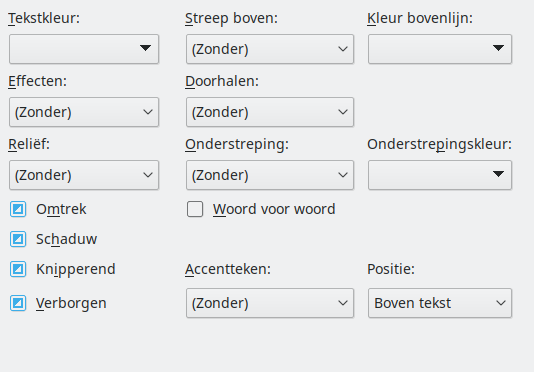 Tekstkleur: Streep boven: Kleur bovenlijn:
(Zonder)
Effecten: Doorhalen:
(Zonder) (Zonder)
Reliëf: Onderstreping: Onderstrepingskleur:
(Zonder) (Zonder)
Omtrek Woord voor woord
Schaduw
Knipperend Accentteken: Positie:
Verborgen (Zonder) Boven tekst